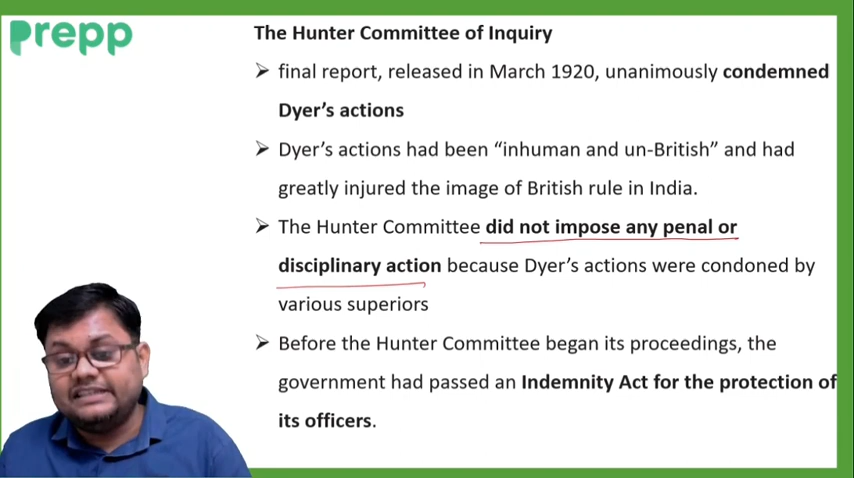 prepp
The Hunter Committee of Inquiry
➢ final report, released in March 1920, unanimously condemned
Dyer’s actions
➢ Dyer’s actions had been “inhuman and un-British” and had
greatly injured the image of British rule in India.
➢ The Hunter Committee did not impose any penal or
disciplinary action because Dyer’s actions were condoned by
various superiors
➢ Before the Hunter Committee began its proceedings, the
government had passed an Indemnity Act for the protection of
its officers.